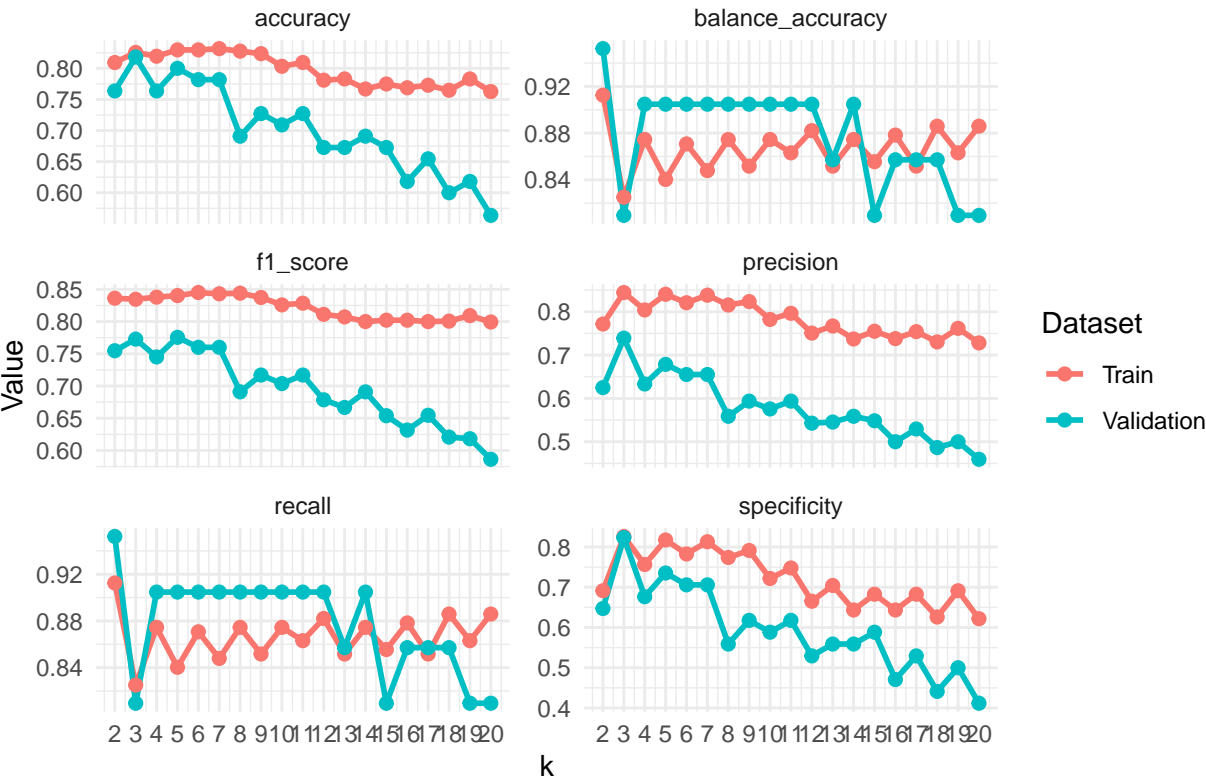 accuracy
balance_accuracy
0.80
0.75
0.70
0.65
0.60
0.92
0.88
0.84
f1_score
precision
0.85
0.80
0.75
0.70
0.65
0.60
0.8
0.7
0.6
0.5
recall
specificity
0.92
0.88
0.84
0.8
0.7
0.6
0.5
0.4
2 3 4 5 6 7 8 9 10 11 12 13 14 15 16 17 18 19 20
2 3 4 5 6 7 8 9 10 11 12 13 14 15 16 17 18 19 20
k
Value
Dataset
Train
Validation